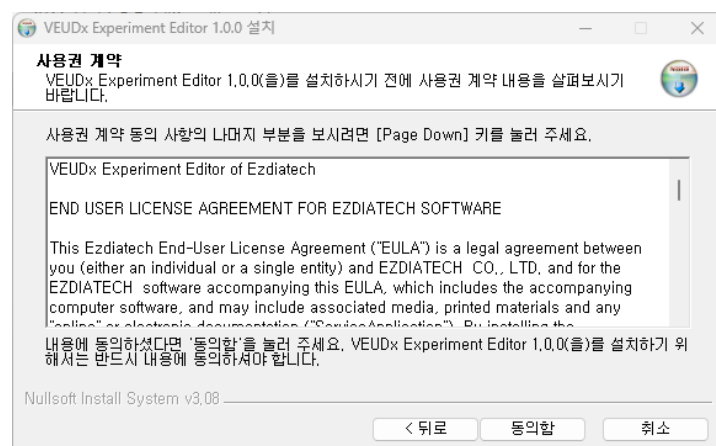 VEUDx Experiment Editor 1.0.0 설치
사용권 계약
VEUDx Experiment Editor 1.0.0(을)를 설치하시기 전에 사용권 계약 내용을 살펴보시기
바랍니다.
사용권 계약 동의 사항의 나머지 부분을 보시려면 [Page Down] 키를 눌러 주세요.
VEUDx Experiment Editor of Ezdiatech
END USER LICENSE AGREEMENT FOR EZDIATECH SOFTWARE
This Ezdiatech End-User License Agreement ("EULA") is a legal agreement between
you (either an individual or a single entity) and EZDIATECH CO., LTD, and for the
EZDIATECH software accompanying this EULA, which includes the accompanying
computer software, and may include associated media, printed materials and any
"online" or electronic documentation ("ServiceApplication"). By installing the
내용에 동의하셨다면 '동의함'을 눌러 주세요. VEUDx Experiment Editor 1.0.0(을)를 설치하기 위
해서는 반드시 내용에 동의하셔야 합니다.
Nullsoft Install System v3.08
< 뒤로
동의함
취소